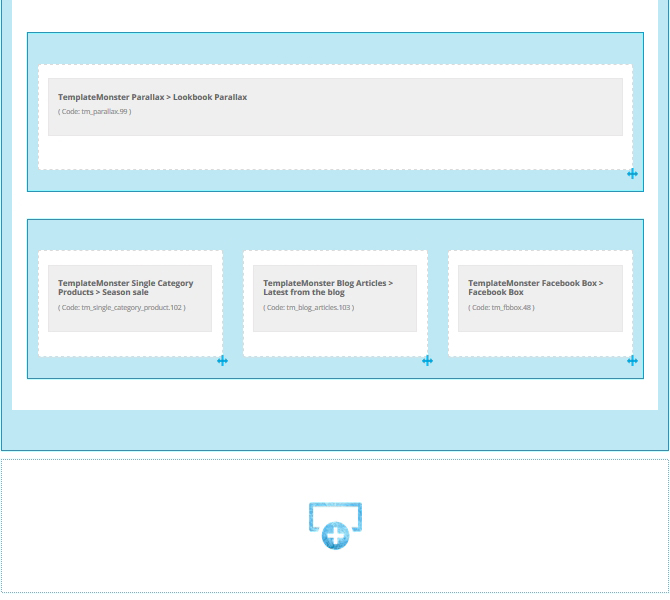 TemplateMonster Parallax > Lookbook Parallax
( Code: tm_parallax.99 )
TemplateMonster Single Category
Products > Season sale
( Code: tm_single_category_product.102 )
TemplateMonster Blog Articles >
Latest from the blog
( Code: tm_blog_articles.103 )
TemplateMonster Facebook Box >
Facebook Box
( Code: tm_fbbox.48 )